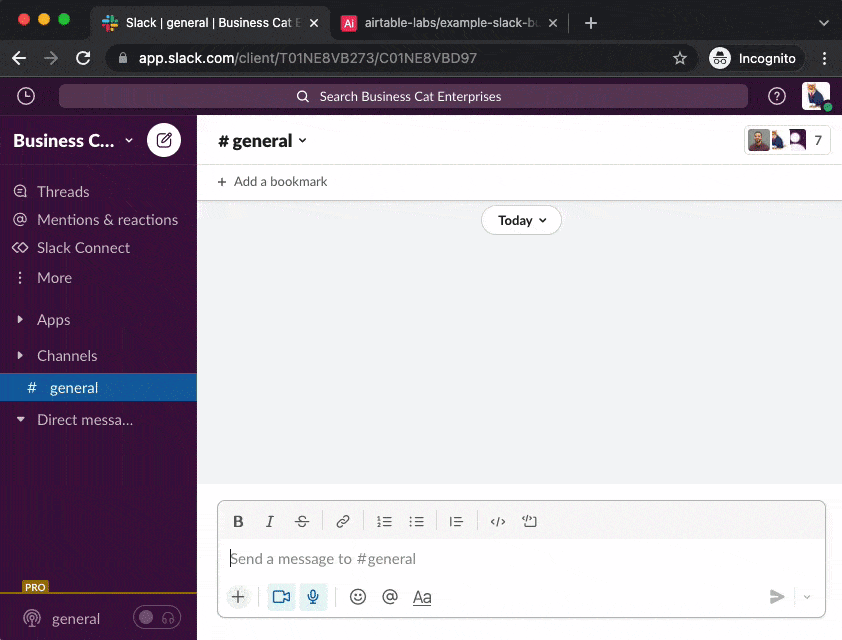 Slack | general | Business Cat E
Ai airtable-labs/example-slack-b
app.slack.com/client/T01NE8VB273/C01NE8VBD97
Incognito
Search Business Cat Enterprises
Business C...
# general
7
Threads
Add a bookmark
Mentions & reactions
Today
Slack Connect
More
Apps
Channels
# general
Direct messa...
B I S
Send a message to #general
PRO
@ Aa
general